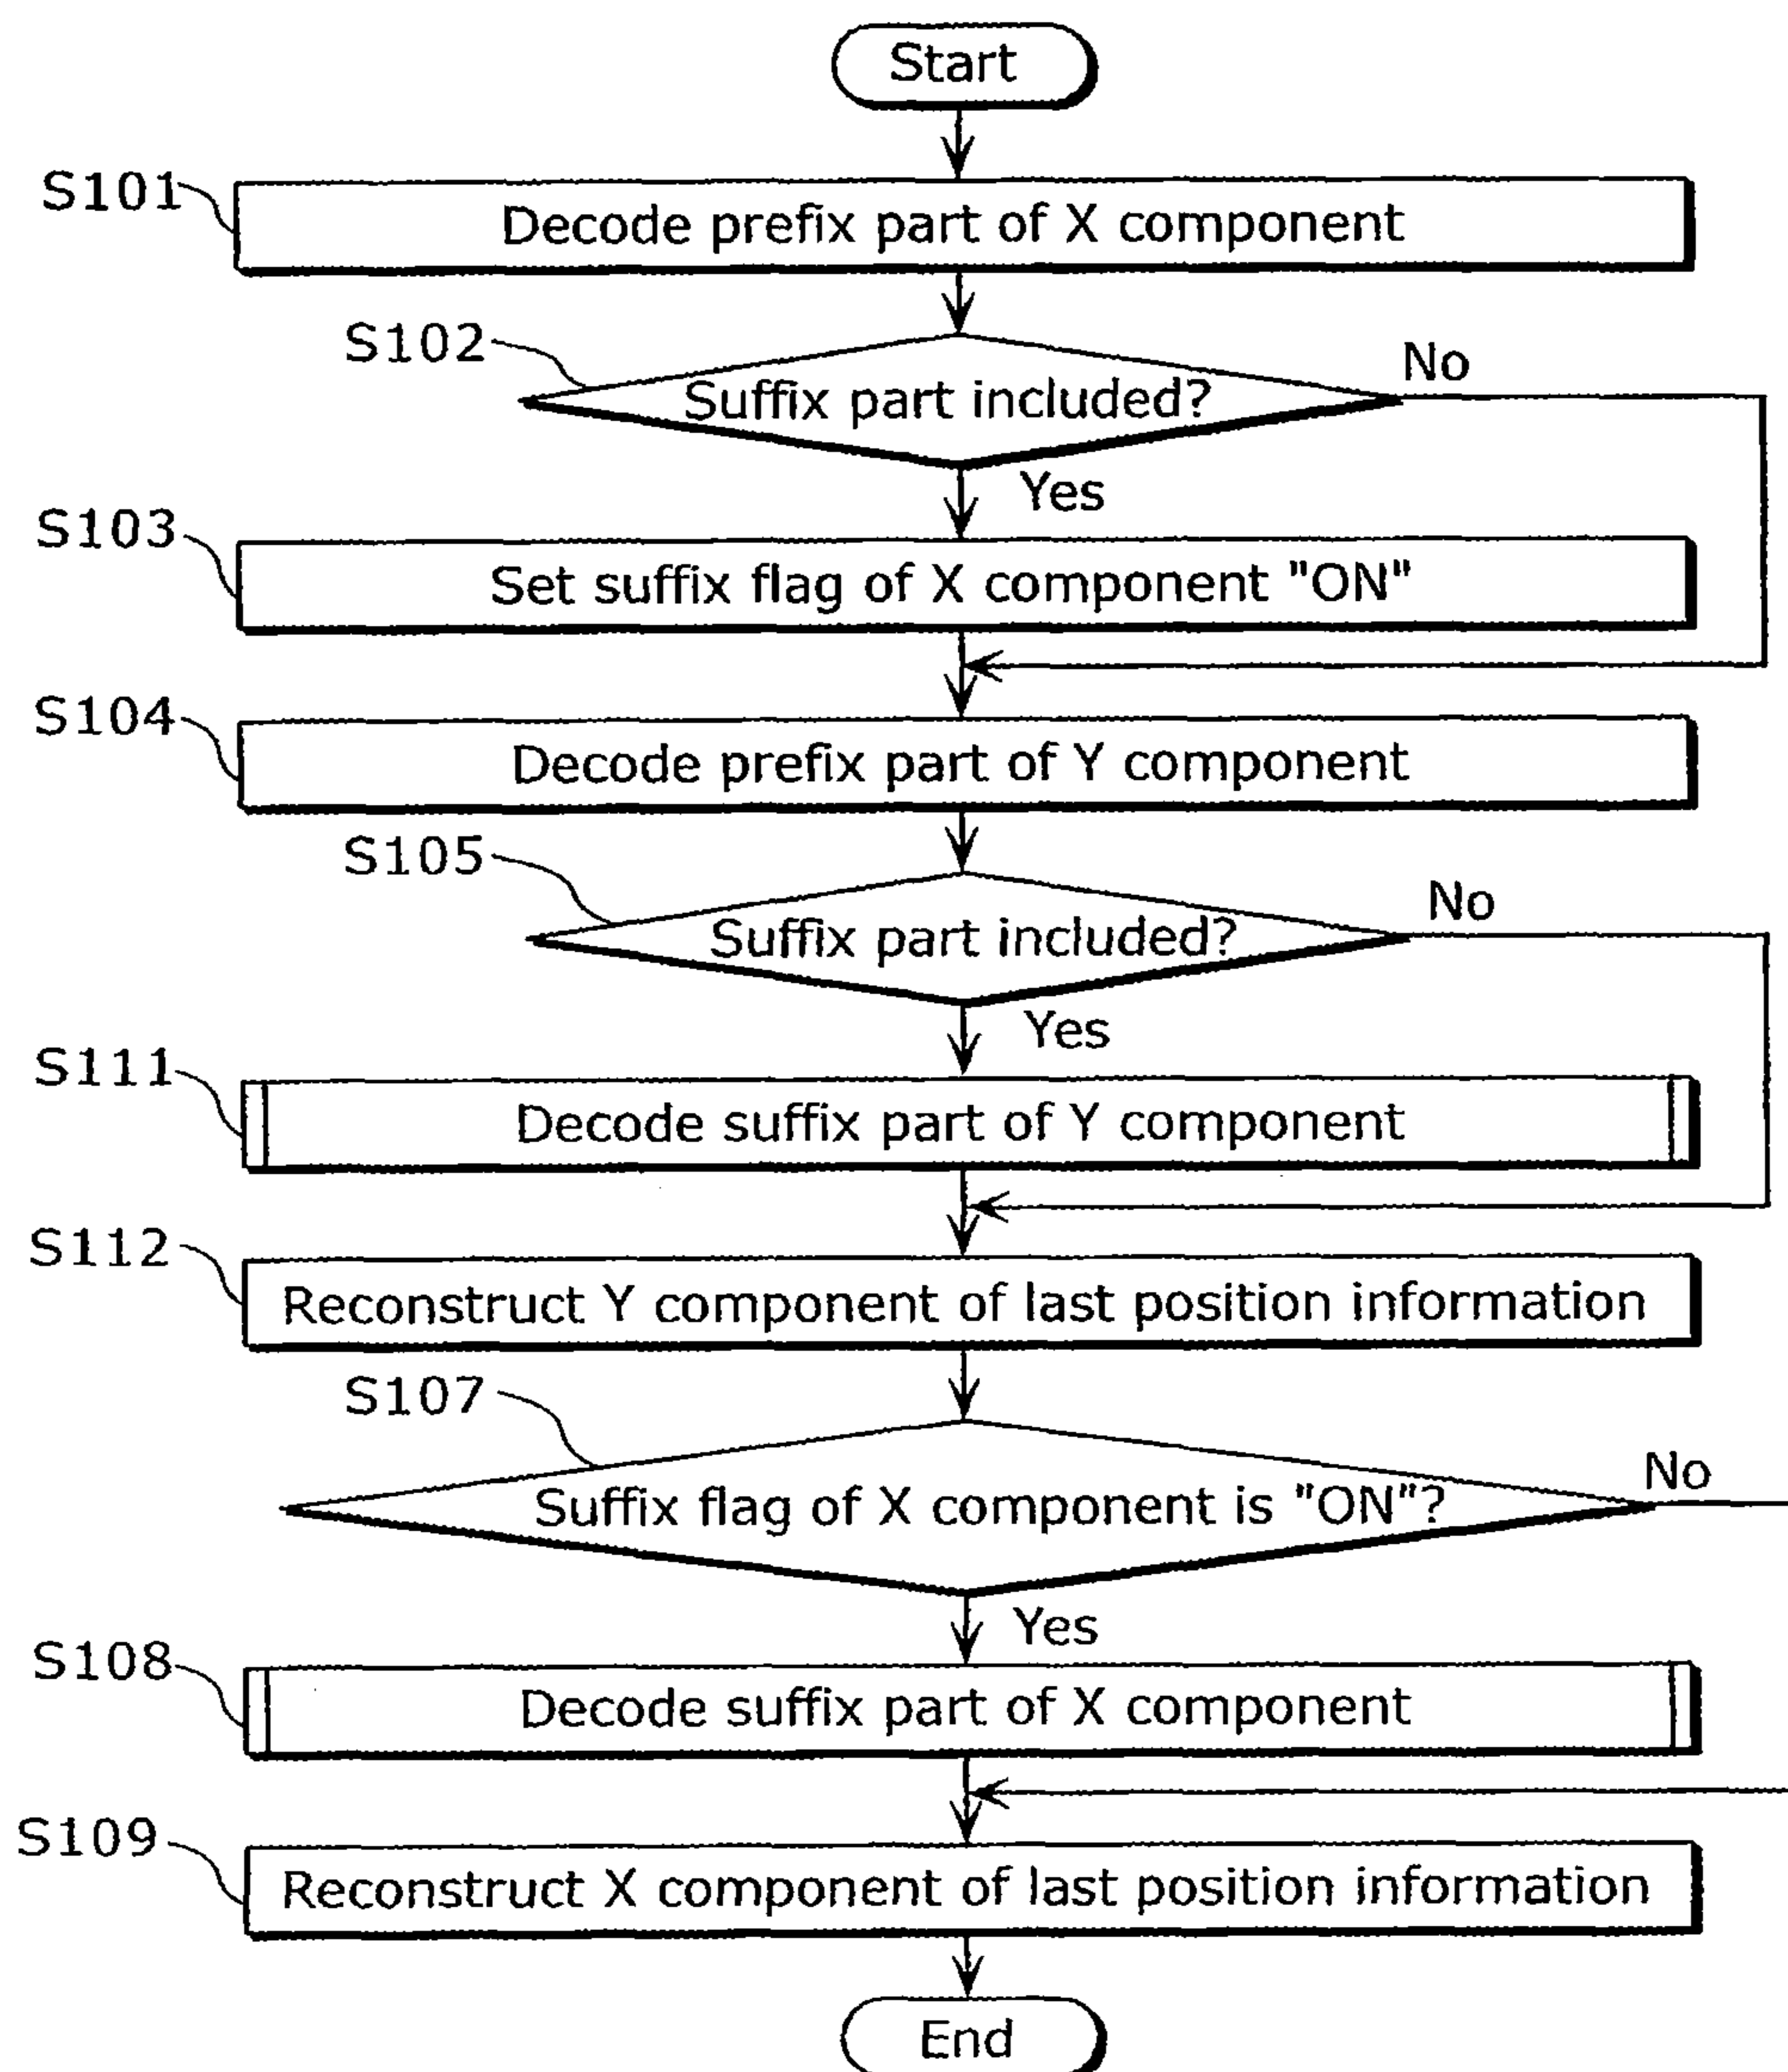 Start
S101
Decode prefix part of X component
S102
No
Suffix part included?
Yes
S103
Set suffix flag of X component "ON"
S104
Decode prefix part of Y component
S105
No
Suffix part included?
Yes
S111
Decode suffix part of Y component
S112
Reconstruct Y component of last position information
S107
No
Suffix flag of X component is "ON"?
Yes
S108
Decode suffix part of X component
S109
Reconstruct X component of last position information
End